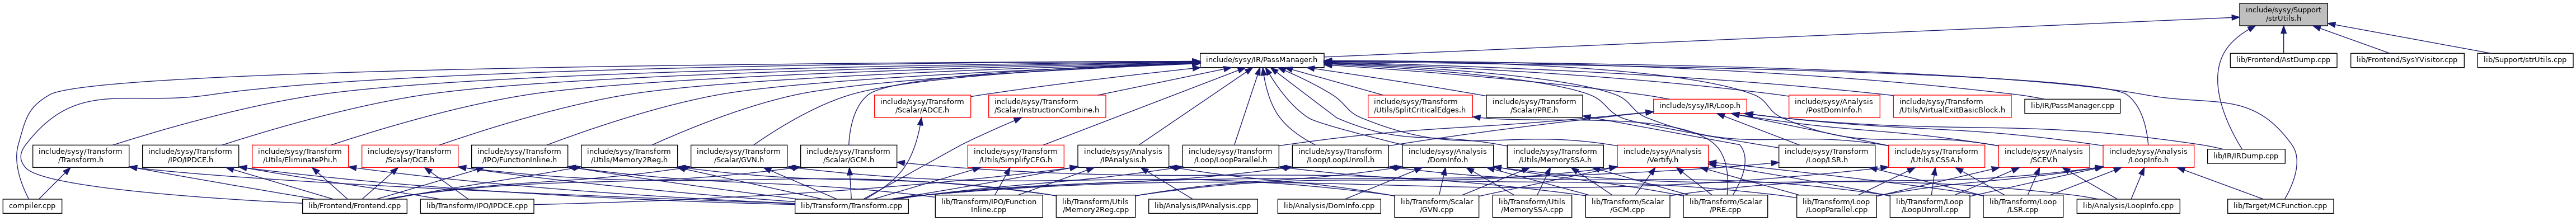 include/sysy/Support
/strUtils.h
include/sysy/IR/PassManager.h
lib/Frontend/AstDump.cpp
lib/Frontend/SysYVisitor.cpp
lib/Support/strUtils.cpp
include/sysy/Transform
/Scalar/ADCE.h
include/sysy/Transform
/Scalar/InstructionCombine.h
include/sysy/Transform
/Utils/SplitCriticalEdges.h
include/sysy/Transform
/Scalar/PRE.h
include/sysy/IR/Loop.h
include/sysy/Analysis
/PostDomInfo.h
include/sysy/Transform
/Utils/VirtualExitBasicBlock.h
lib/IR/PassManager.cpp
include/sysy/Transform
/Transform.h
include/sysy/Transform
/IPO/IPDCE.h
include/sysy/Transform
/Utils/EliminatePhi.h
include/sysy/Transform
/Scalar/DCE.h
include/sysy/Transform
/IPO/FunctionInline.h
include/sysy/Transform
/Utils/Memory2Reg.h
include/sysy/Transform
/Scalar/GVN.h
include/sysy/Transform
/Scalar/GCM.h
include/sysy/Transform
/Utils/SimplifyCFG.h
include/sysy/Analysis
/IPAnalysis.h
include/sysy/Transform
/Loop/LoopParallel.h
include/sysy/Transform
/Loop/LoopUnroll.h
include/sysy/Analysis
/DomInfo.h
include/sysy/Transform
/Utils/MemorySSA.h
include/sysy/Analysis
/Vertify.h
include/sysy/Transform
/Loop/LSR.h
include/sysy/Transform
/Utils/LCSSA.h
include/sysy/Analysis
/SCEV.h
include/sysy/Analysis
/LoopInfo.h
lib/IR/IRDump.cpp
compiler.cpp
lib/Frontend/Frontend.cpp
lib/Transform/IPO/IPDCE.cpp
lib/Transform/Transform.cpp
lib/Transform/IPO/Function
Inline.cpp
lib/Transform/Utils
/Memory2Reg.cpp
lib/Analysis/IPAnalysis.cpp
lib/Analysis/DomInfo.cpp
lib/Transform/Scalar
/GVN.cpp
lib/Transform/Utils
/MemorySSA.cpp
lib/Transform/Scalar
/GCM.cpp
lib/Transform/Scalar
/PRE.cpp
lib/Transform/Loop
/LoopParallel.cpp
lib/Transform/Loop
/LoopUnroll.cpp
lib/Transform/Loop
/LSR.cpp
lib/Analysis/LoopInfo.cpp
lib/Target/MCFunction.cpp